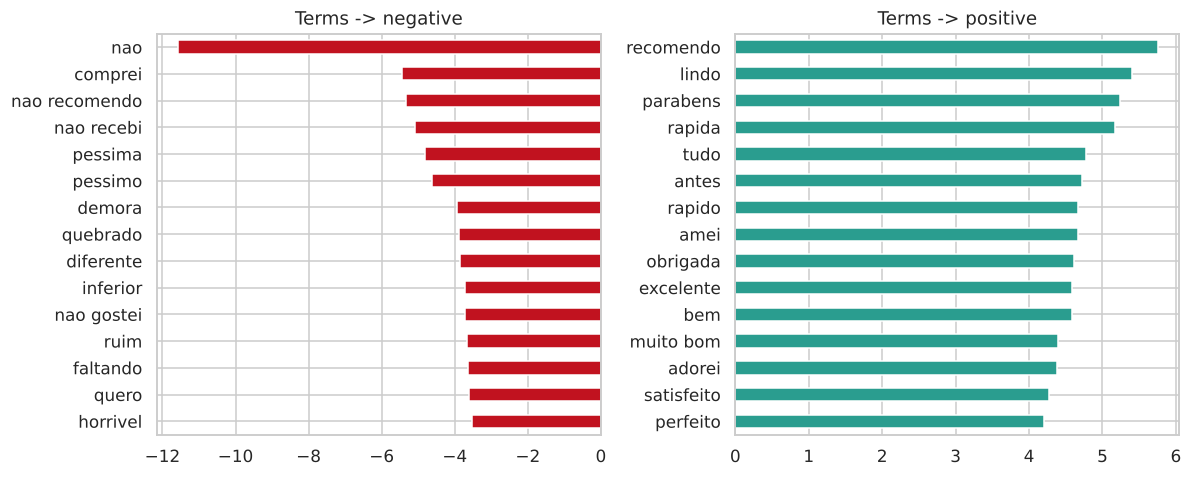 Terms -> negative
nao
comprei
nao recomendo
nao recebi
pessima
pessimo
demora
quebrado
diferente
inferior
nao gostei
ruim
faltando
quero
horrivel
−12 −10 −8 −6 −4 −2 0
Terms -> positive
recomendo
lindo
parabens
rapida
tudo
antes
rapido
amei
obrigada
excelente
bem
muito bom
adorei
satisfeito
perfeito
0 1 2 3 4 5 6